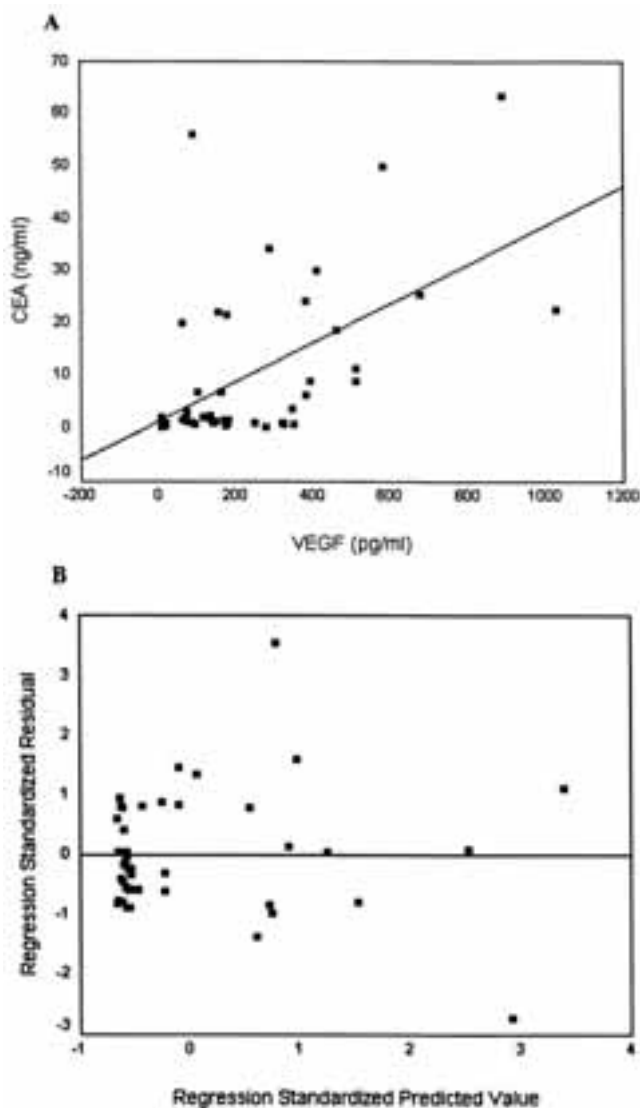 A
70
60
50
40
30
20
10
0
-10
CEA (ng/ml)
-200 0 200 400 600 800 1000 1200
VEGF (pg/ml)
B
4
3
2
1
0
-1
-2
-3
Regression Standardized Residual
-1 0 1 2 3 4
Regression Standardized Predicted Value